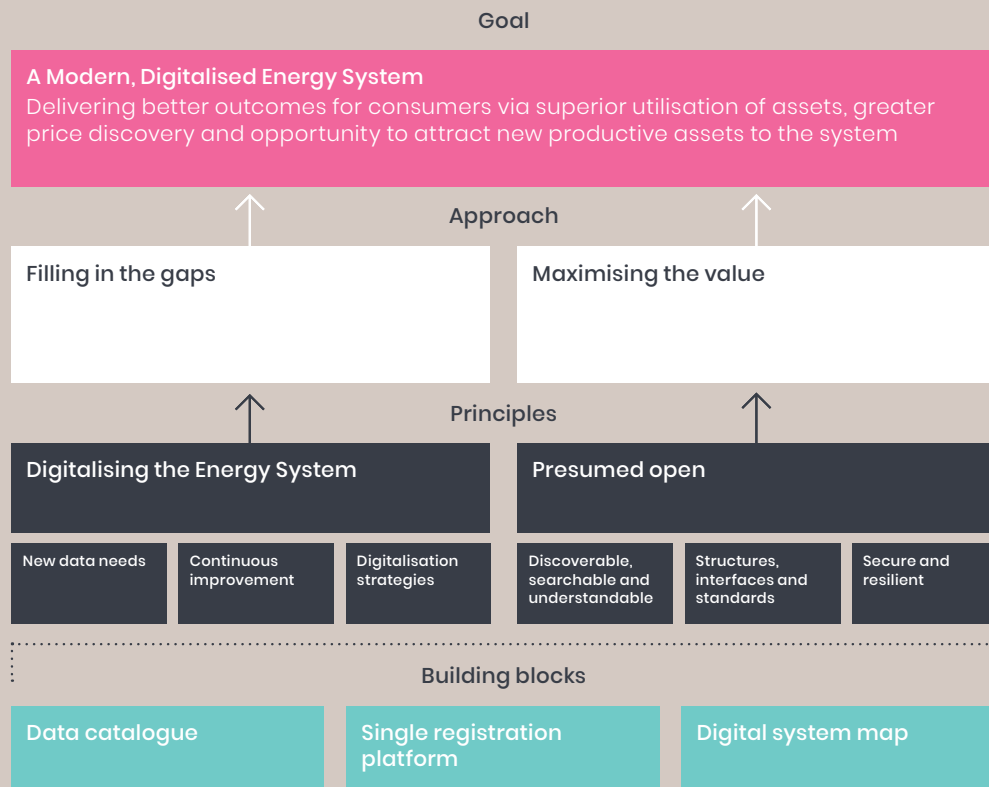 Goal
A Modern, Digitalised Energy System
Delivering better outcomes for consumers via superior utilisation of assets, greater
price discovery and opportunity to attract new productive assets to the system
Approach
Filling in the gaps
Maximising the value
Principles
Digitalising the Energy System
Presumed open
New data needs
Continuous
improvement
Digitalisation
strategies
Discoverable,
searchable and
understandable
Structures,
interfaces and
standards
Secure and
resilient
Building blocks
Data catalogue
Single registration
platform
Digital system map